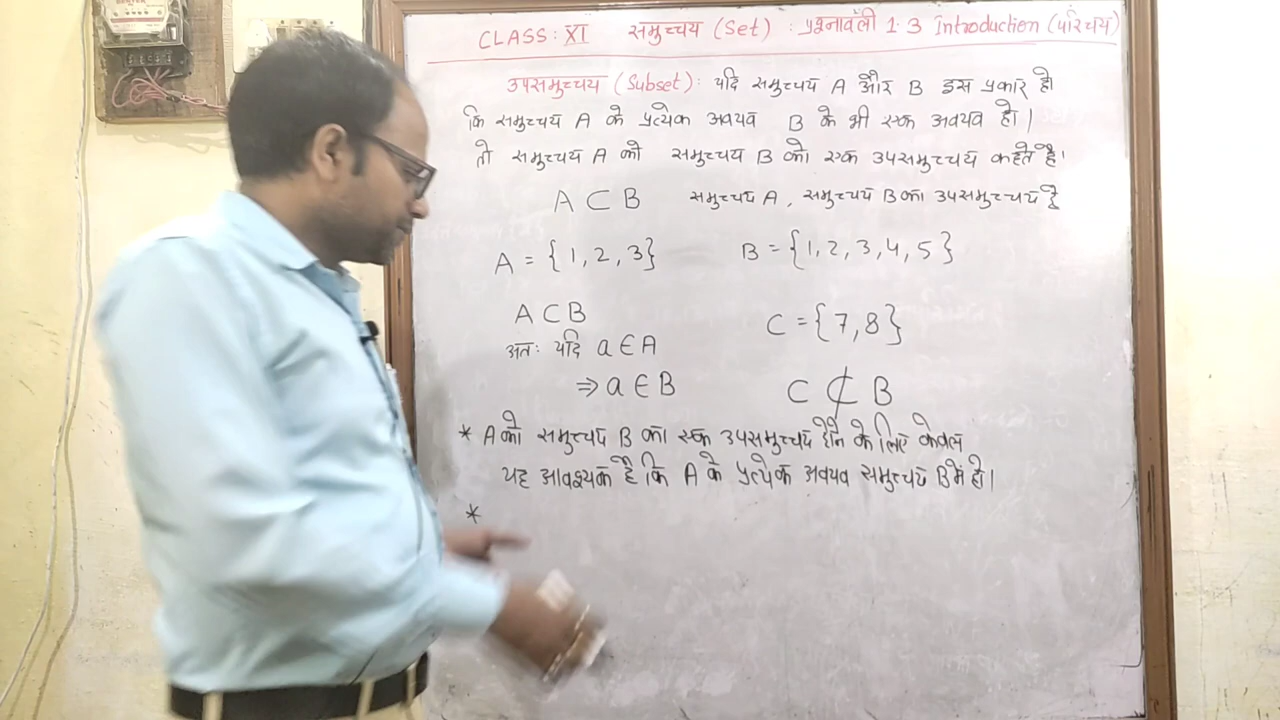 CLASS: XI समुच्चय (Set) : प्रश्नावली 1.3 Introduction (परिचय)
उपसमुच्चय (Subset): यदि समुच्चय A और B इस प्रकार हो
कि समुच्चय A के प्रत्येक अवयव B के भी एक अवयव हो।
तो समुच्चय A को समुच्चय B को एक उपसमुच्चय कहते है।
A ⊂ B समुच्चय A, समुच्चय B का उपसमुच्चय है
A = {1, 2, 3} B = {1, 2, 3, 4, 5}
A ⊂ B C = {7, 8}
अतः यदि a ∈ A
⇒ a ∈ B C ⊄ B
* A को समुच्चय B का एक उपसमुच्चय होने के लिए केवल
यह आवश्यक है कि A के प्रत्येक अवयव समुच्चय B में हो।
*